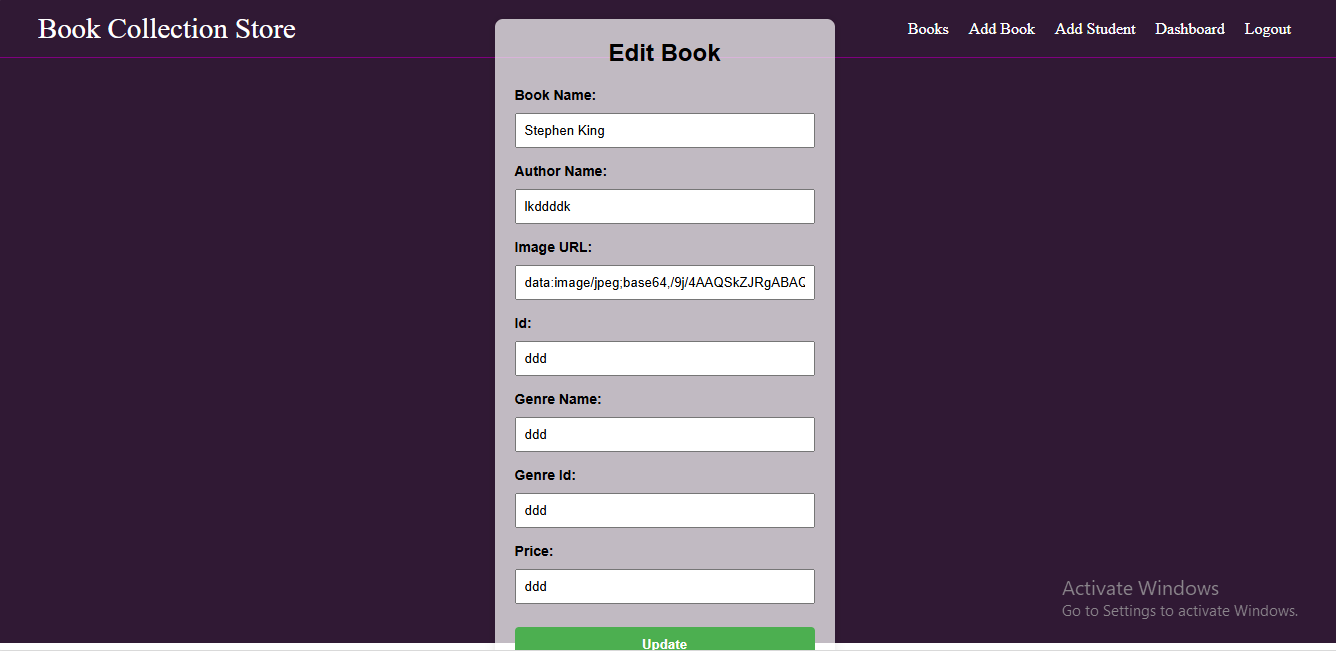 Book Collection Store
Books
Add Book
Add Student
Dashboard
Logout
Edit Book
Book Name:
Stephen King
Author Name:
lkddddk
Image URL:
data:image/jpeg;base64,/9j/4AAQSkZJRgABAQ
Id:
ddd
Genre Name:
ddd
Genre Id:
ddd
Price:
ddd
Update
Activate Windows
Go to Settings to activate Windows.